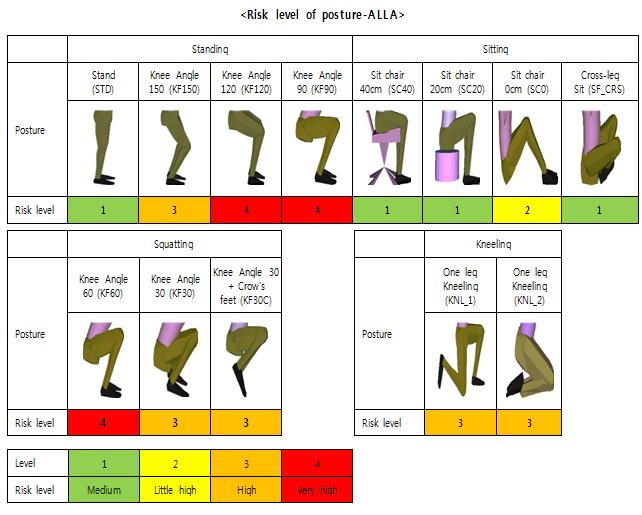 <Risk level of posture-ALLA>
Standing
Sitting
Posture
Stand
(STD)
Knee Angle
150 (KF150)
Knee Angle
120 (KF120)
Knee Angle
90 (KF90)
Sit chair
40cm (SC40)
Sit chair
20cm (SC20)
Sit chair
0cm (SC0)
Cross-leg
Sit (SF_CRS)
Risk level
1
3
4
4
1
1
2
1
Squatting
Kneeling
Posture
Knee Angle
60 (KF60)
Knee Angle
30 (KF30)
Knee Angle 30
+ Crow's
feet (KF30C)
Posture
One leg
Kneeling
(KNL_1)
One leg
Kneeling
(KNL_2)
Risk level
4
3
3
Risk level
3
3
Level
1
2
3
4
Risk level
Medium
Little high
High
Very high